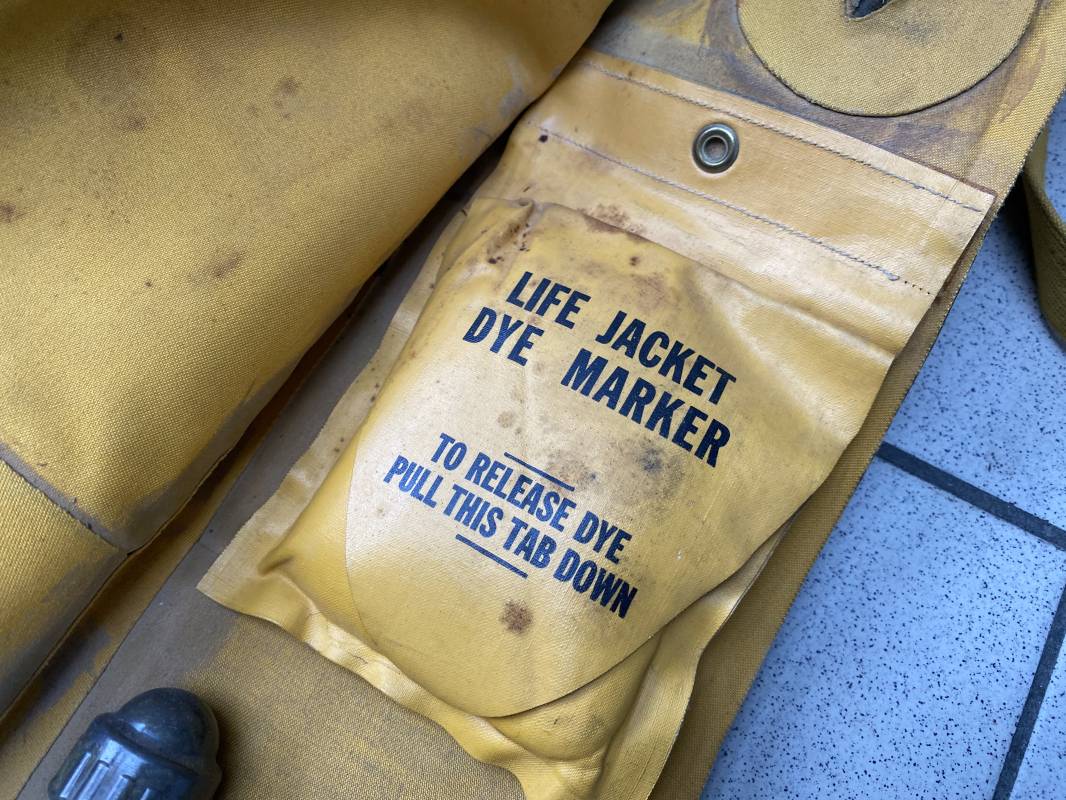 LIFE JACKET
DYE MARKER
TO RELEASE DYE
PULL THIS TAB DOWN